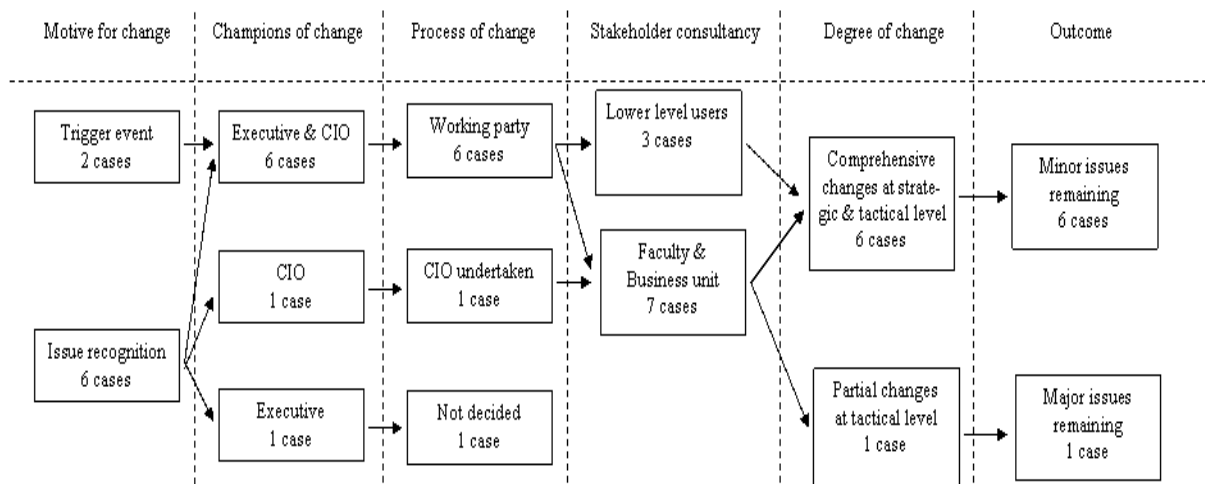 Motive for change
Champions of change
Process of change
Stakeholder consultancy
Degree of change
Outcome
Trigger event
2 cases
Executive & CIO
6 cases
Working party
6 cases
Lower level users
3 cases
Comprehensive
changes at strate-
gic & tactical level
6 cases
Minor issues
remaining
6 cases
CIO
1 case
CIO undertaken
1 case
Faculty &
Business unit
7 cases
Issue recognition
6 cases
Executive
1 case
Not decided
1 case
Partial changes
at tactical level
1 case
Major issues
remaining
1 case